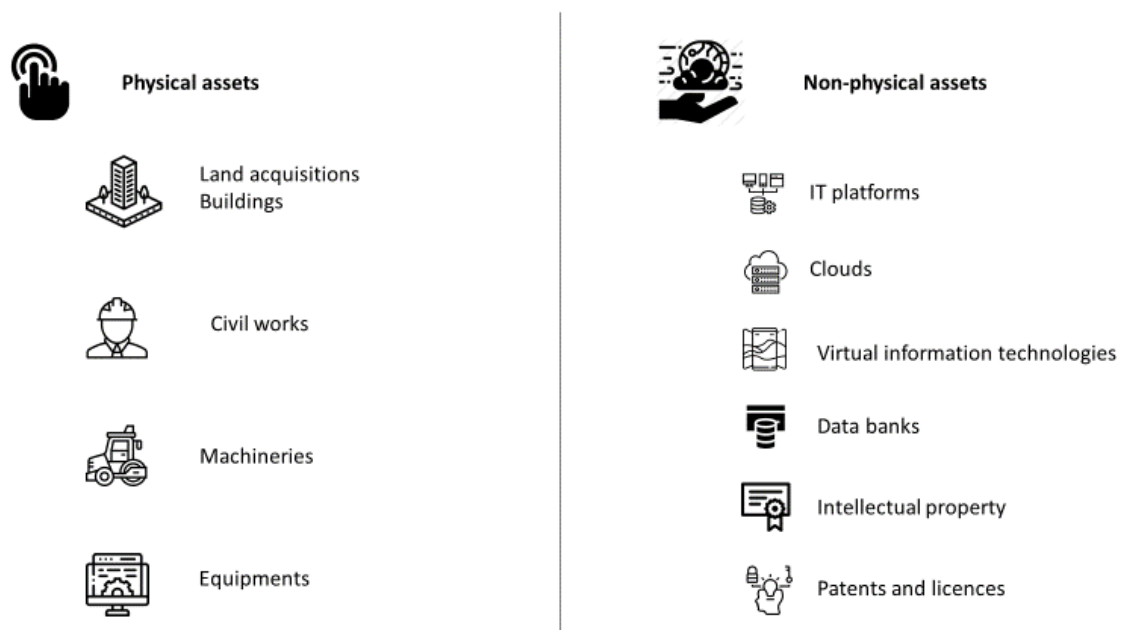 Physical assets
Land acquisitions
Buildings
Civil works
Machineries
Equipments
Non-physical assets
IT platforms
Clouds
Virtual information technologies
Data banks
Intellectual property
Patents and licences